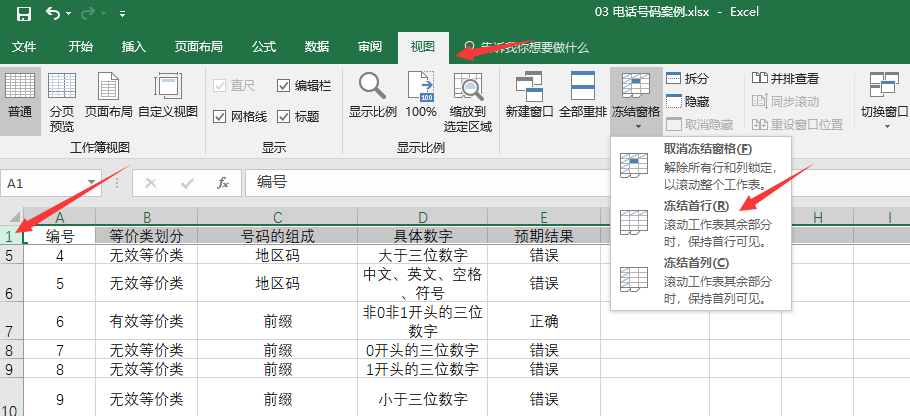 03 电话号码案例.xlsx - Excel
文件 开始 插入 页面布局 公式 数据 审阅 视图 告诉我你想要做什么
普通
分页
预览
页面布局
自定义视图
工作簿视图
直尺
编辑栏
网格线
标题
显示
显示比例
100
100%
缩放到
选定区域
显示比例
新建窗口
全部重排
冻结窗格
拆分
隐藏
取消隐藏
并排查看
同步滚动
重设窗口位置
切换窗口
取消冻结窗格(F)
解除所有行和列锁定,
以滚动整个工作表。
冻结首行(R)
滚动工作表其余部分
时,保持首行可见。
冻结首列(C)
滚动工作表其余部分
时,保持首列可见。
A1 fx 编号
A B C D E H I
1 编号 等价类划分 号码的组成 具体数字 预期结果
5 4 无效等价类 地区码 大于三位数字 错误
6 5 无效等价类 地区码 中文、英文、空格
、符号 错误
7 6 有效等价类 前缀 非0非1开头的三位
数字 正确
8 7 无效等价类 前缀 0开头的三位数字 错误
9 8 无效等价类 前缀 1开头的三位数字 错误
10 9 无效等价类 前缀 小于三位数字 错误